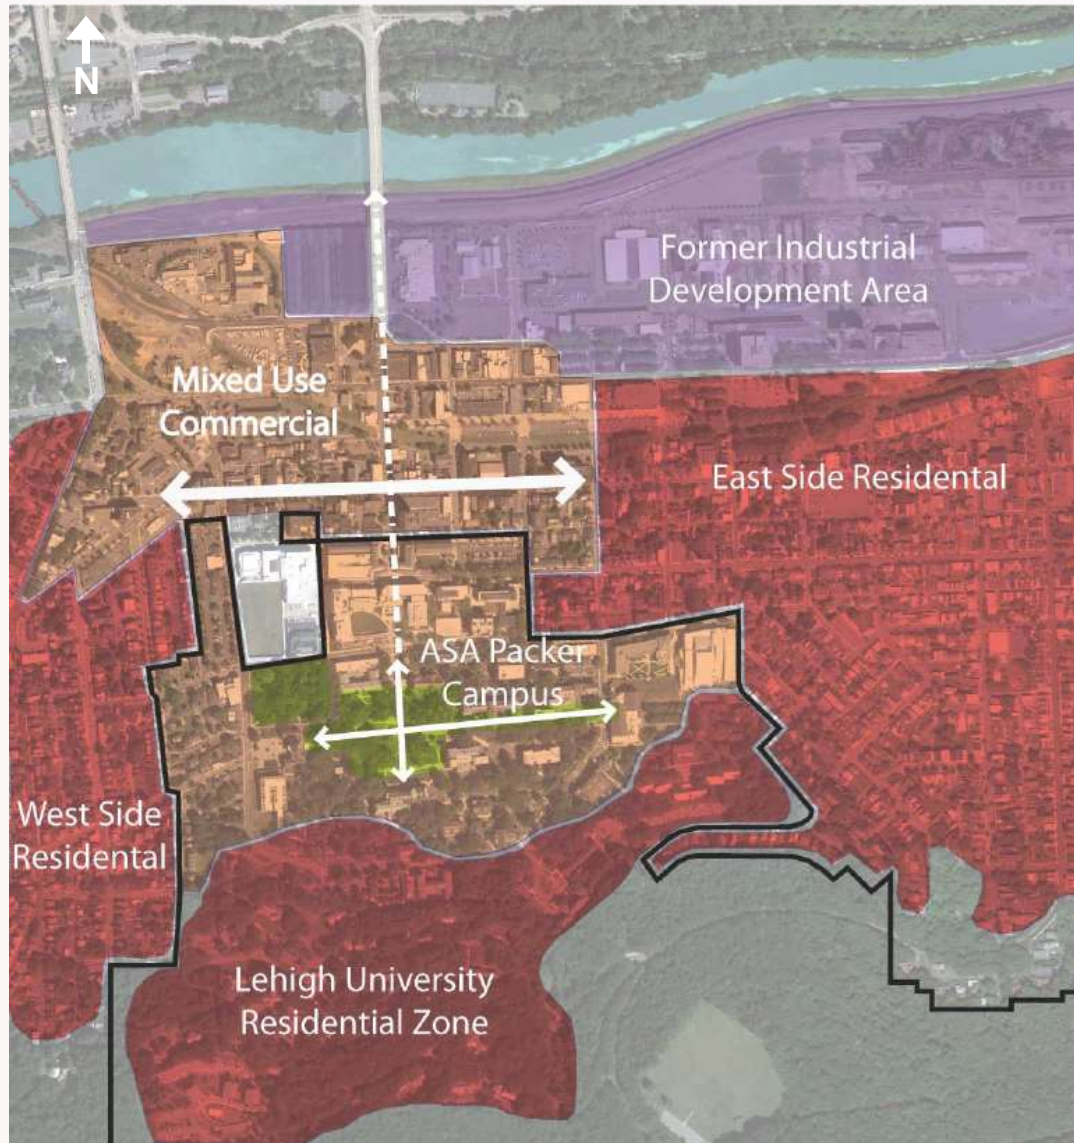 N
Former Industrial
Development Area
Mixed Use
Commercial
East Side Residental
ASA Packer
Campus
West Side
Residental
Lehigh University
Residential Zone